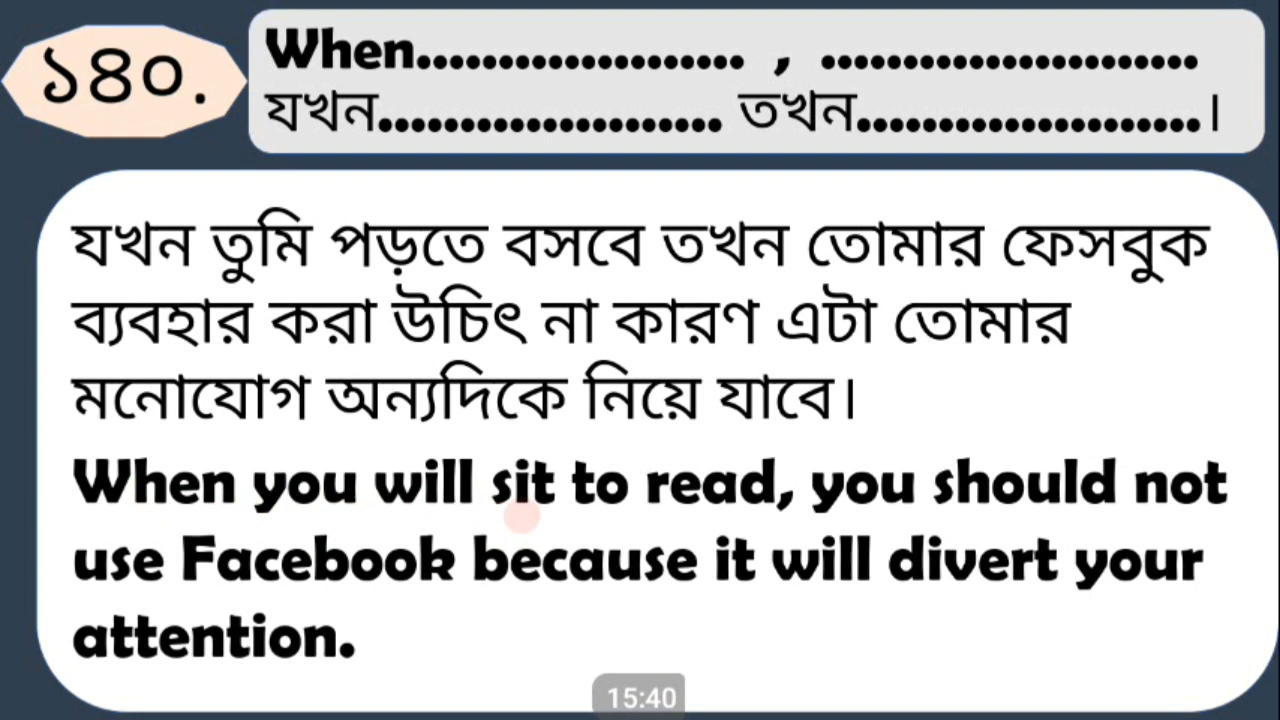 ১৪০.
When.................... , .......................
যখন..................... তখন.....................।
যখন তুমি পড়তে বসবে তখন তোমার ফেসবুক
ব্যবহার করা উচিৎ না কারণ এটা তোমার
মনোযোগ অন্যদিকে নিয়ে যাবে।
When you will sit to read, you should not
use Facebook because it will divert your
attention.
15:40